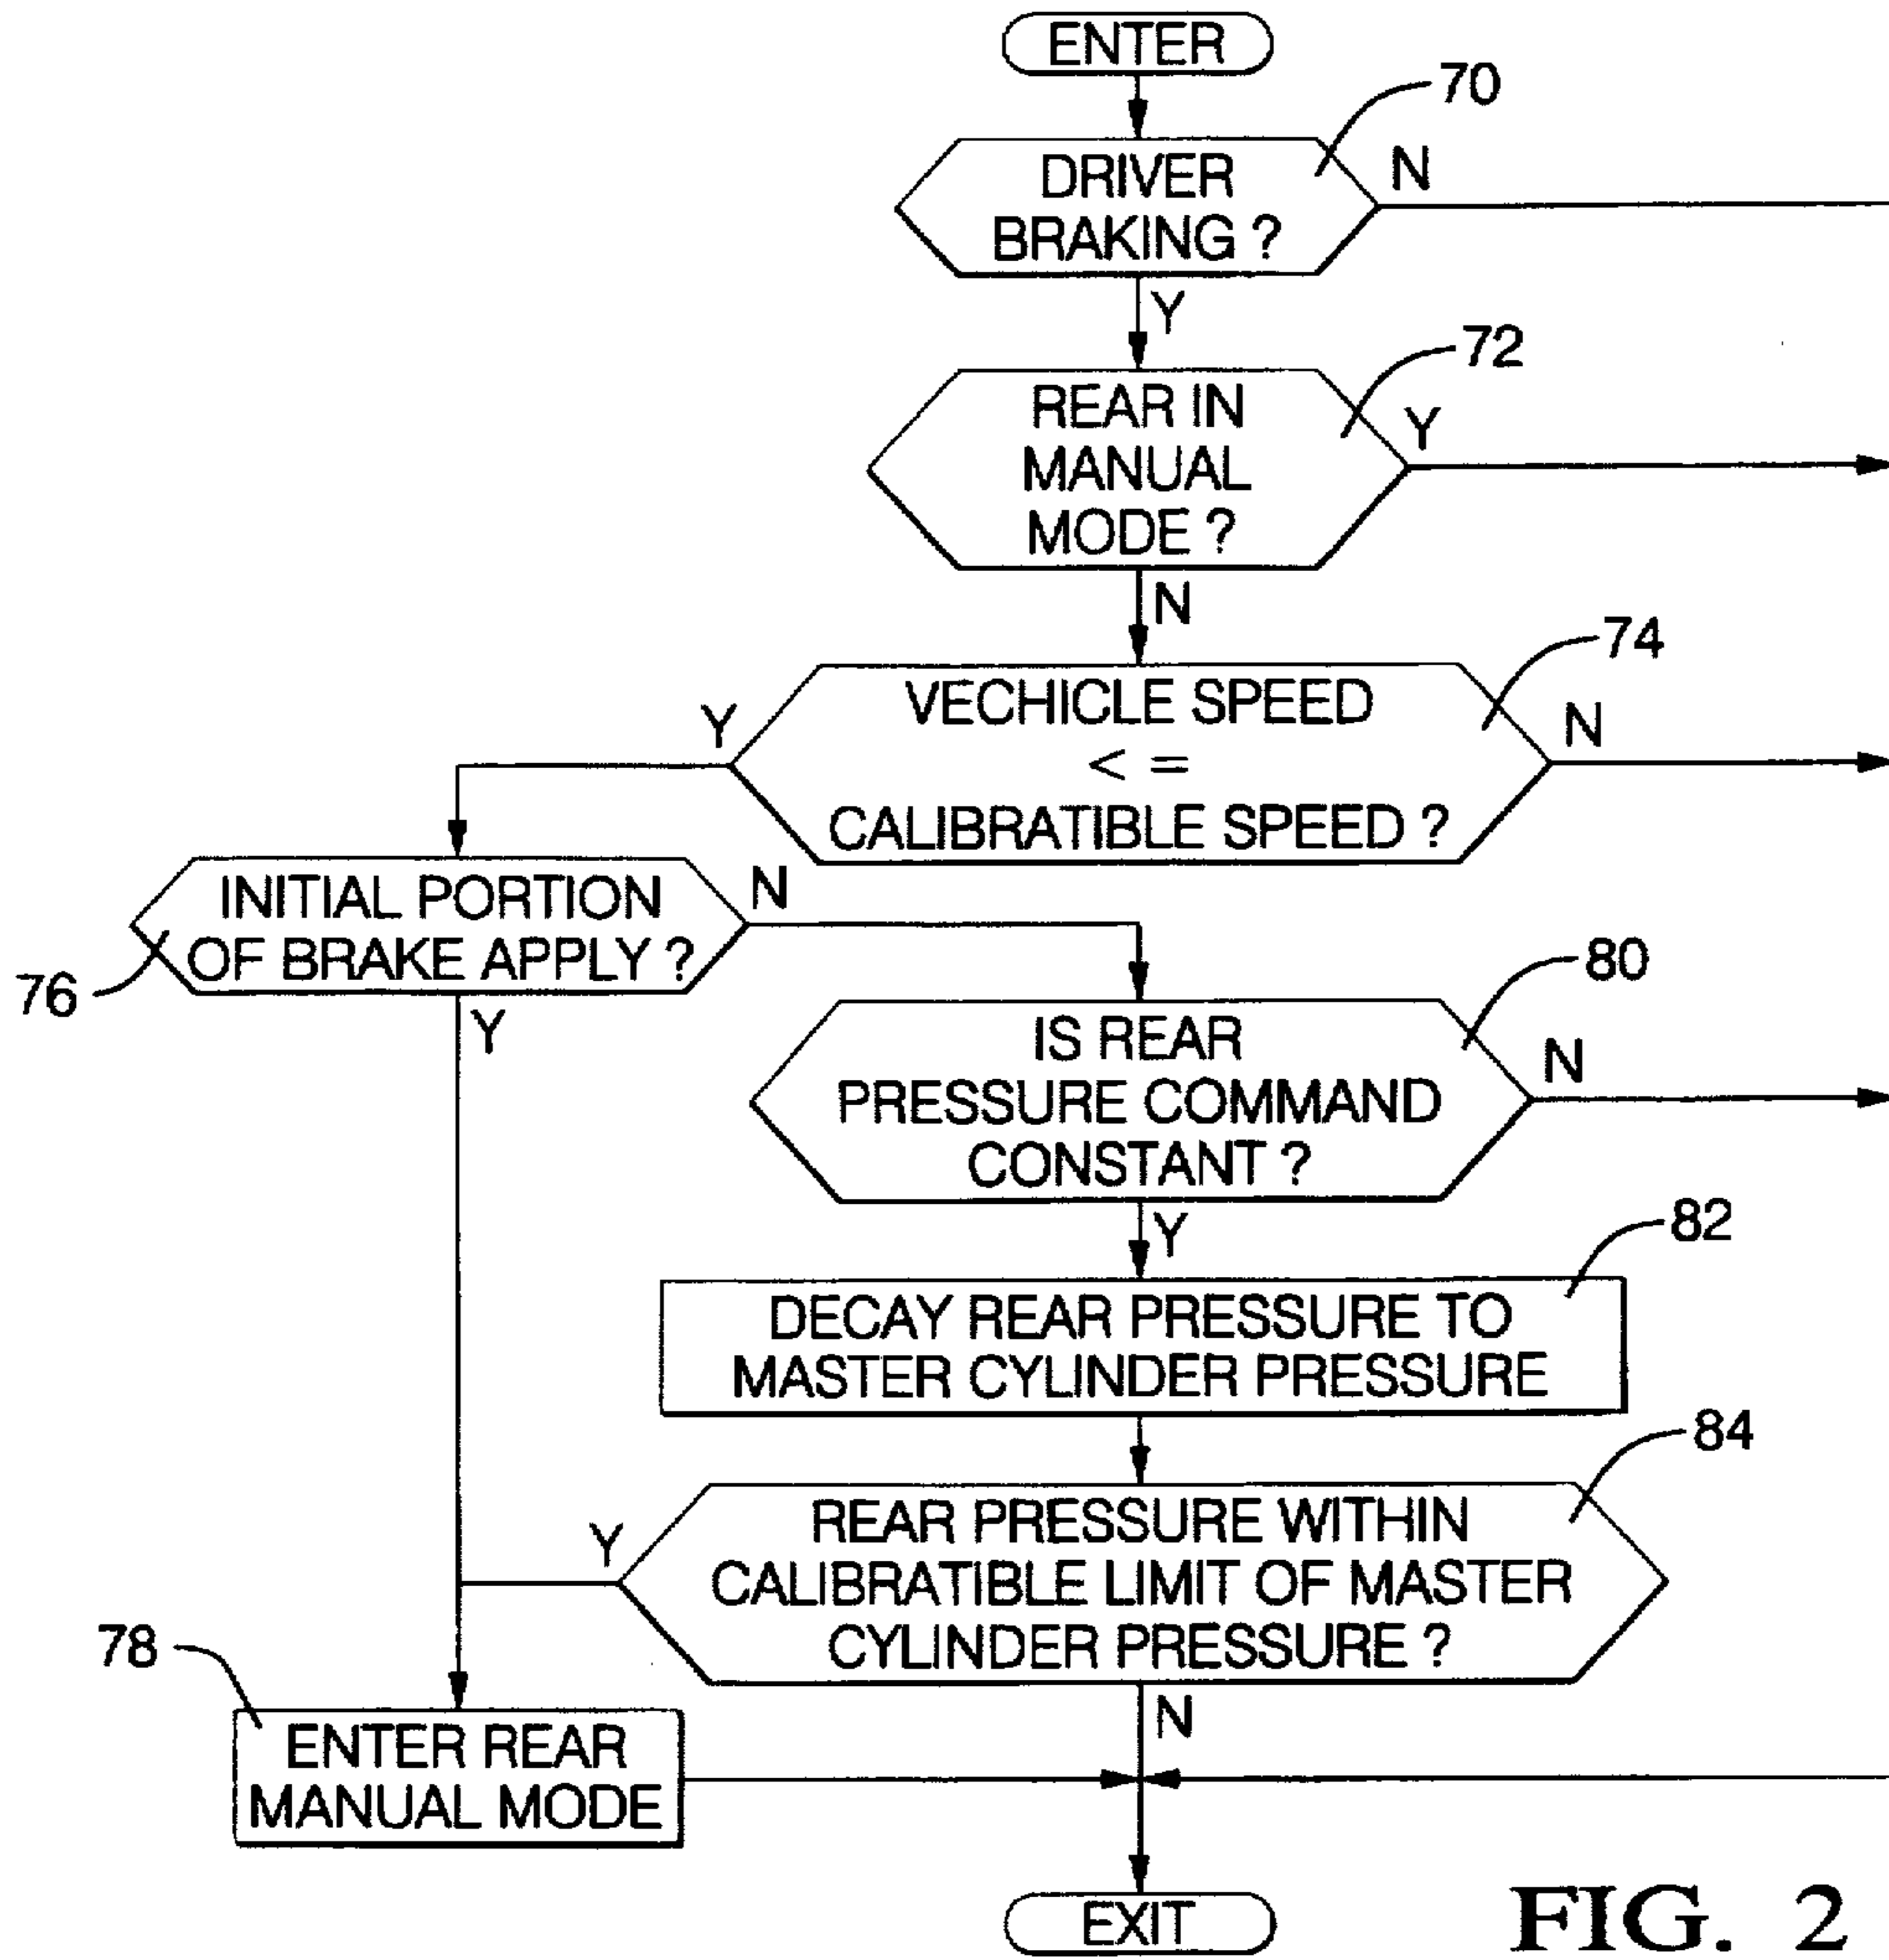 ENTER
70
DRIVER
BRAKING ?
N
Y
72
REAR IN
MANUAL
MODE ?
Y
N
74
VECHICLE SPEED
< =
CALIBRATIBLE SPEED ?
Y
N
INITIAL PORTION
OF BRAKE APPLY ?
N
76
Y
80
IS REAR
PRESSURE COMMAND
CONSTANT ?
N
Y
82
DECAY REAR PRESSURE TO
MASTER CYLINDER PRESSURE
84
REAR PRESSURE WITHIN
CALIBRATIBLE LIMIT OF MASTER
CYLINDER PRESSURE ?
Y
N
78
ENTER REAR
MANUAL MODE
EXIT
FIG. 2